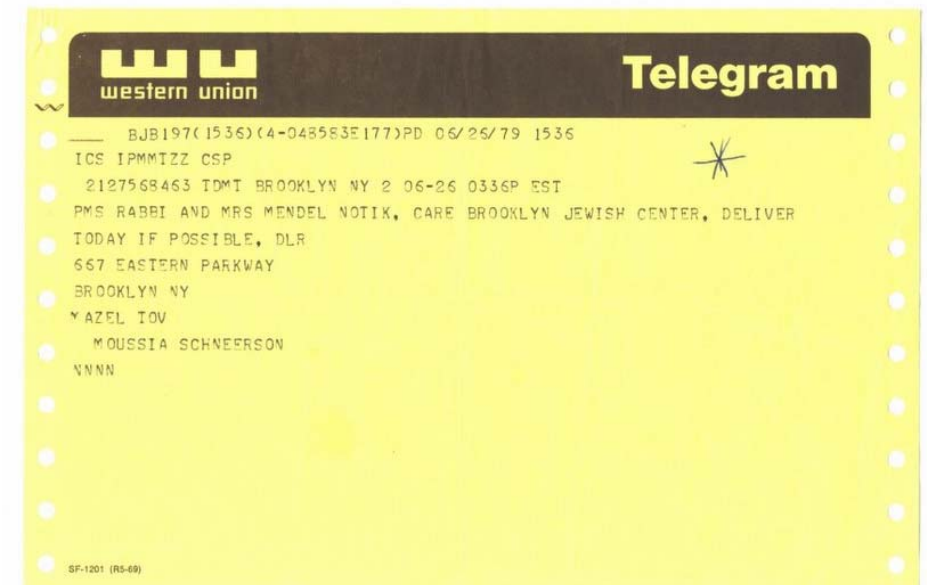 western union
Telegram
___ BJB197(1536)(4-048583E177)PD 06/26/79 1536
ICS IPMMTZZ CSP
2127568463 TDMT BROOKLYN NY 2 06-26 0336P EST
PMS RABBI AND MRS MENDEL NOTIK, CARE BROOKLYN JEWISH CENTER, DELIVER
TODAY IF POSSIBLE, DLR
667 EASTERN PARKWAY
BROOKLYN NY
MAZEL TOV
MOUSSIA SCHNEERSON
NNNN
SF-1201 (R5-69)